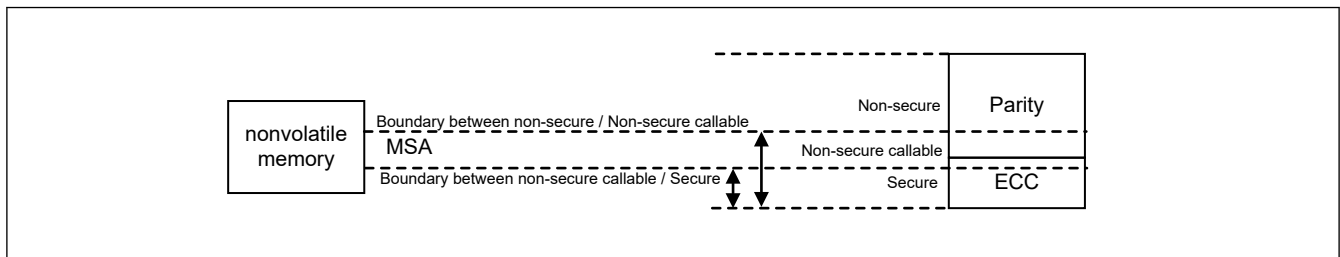 nonvolatile
memory
Boundary between non-secure / Non-secure callable
MSA
Boundary between non-secure callable / Secure
Non-secure
Non-secure callable
Secure
Parity
ECC